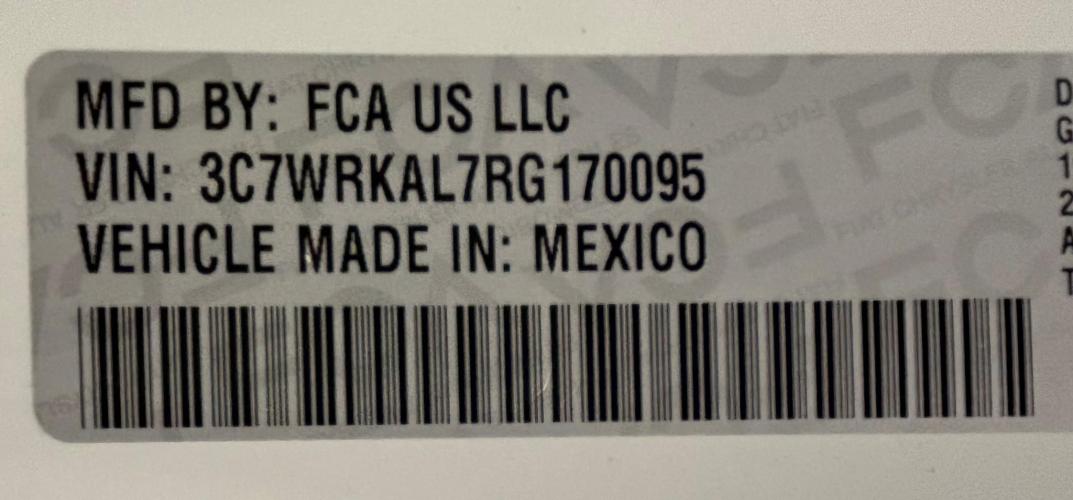 MFD BY: FCA US LLC
VIN: 3C7WRKAL7RG170095
VEHICLE MADE IN: MEXICO